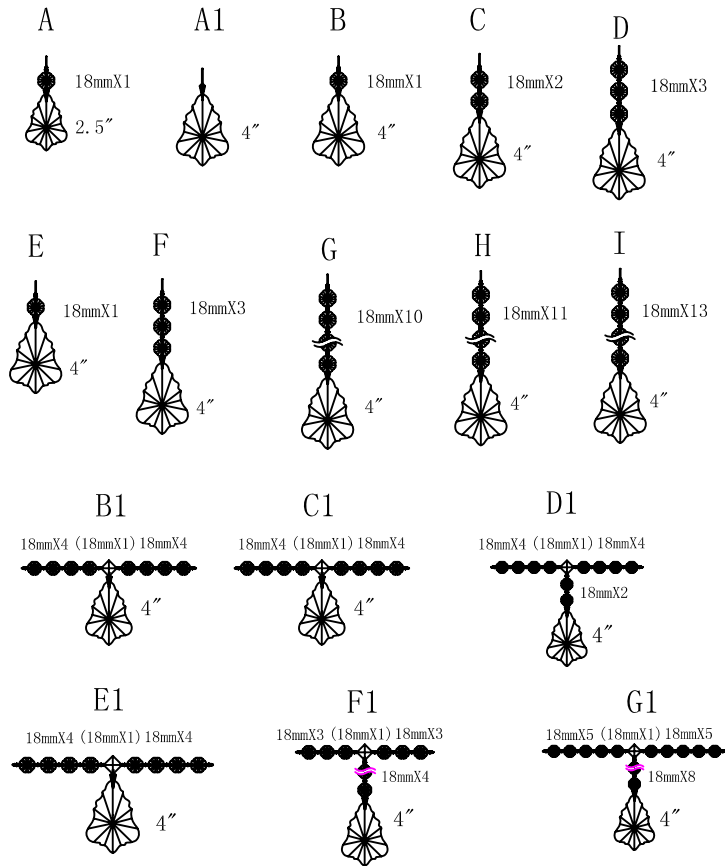 A A1 B C D
18mmX1 18mmX1 18mmX2 18mmX3
2.5" 4" 4" 4" 4"
E F G H I
18mmX1 18mmX3 18mmX10 18mmX11 18mmX13
4" 4" 4" 4" 4"
B1 C1 D1
18mmX4 (18mmX1) 18mmX4 18mmX4 (18mmX1) 18mmX4 18mmX4 (18mmX1) 18mmX4
18mmX2
4" 4" 4"
E1 F1 G1
18mmX4 (18mmX1) 18mmX4 18mmX3 (18mmX1) 18mmX3 18mmX5 (18mmX1) 18mmX5
18mmX4 18mmX8
4" 4" 4"